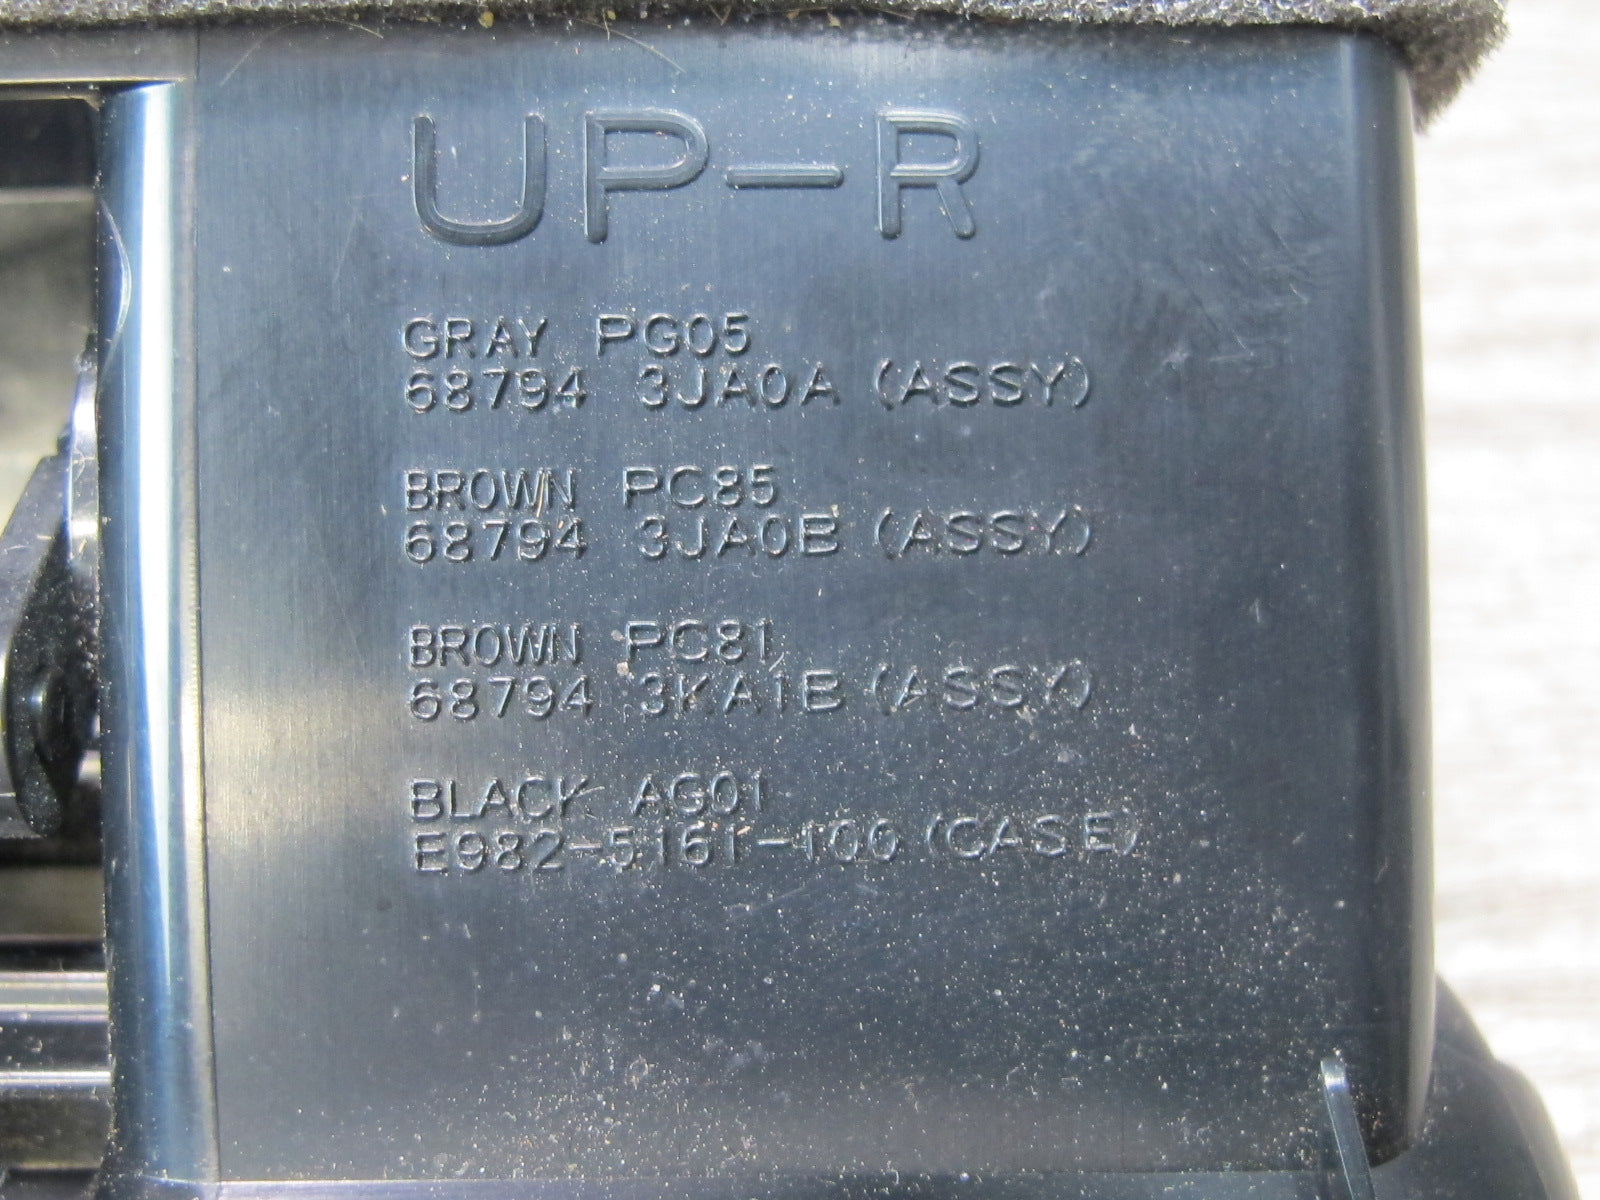 UP-R
GRAY PG05
68794 3JA0A (ASSY)
BROWN PC85
68794 3JA0B (ASSY)
BROWN PC81
68794 3KA1B (ASSY)
BLACK AG01
E982-5161-100 (CASE)